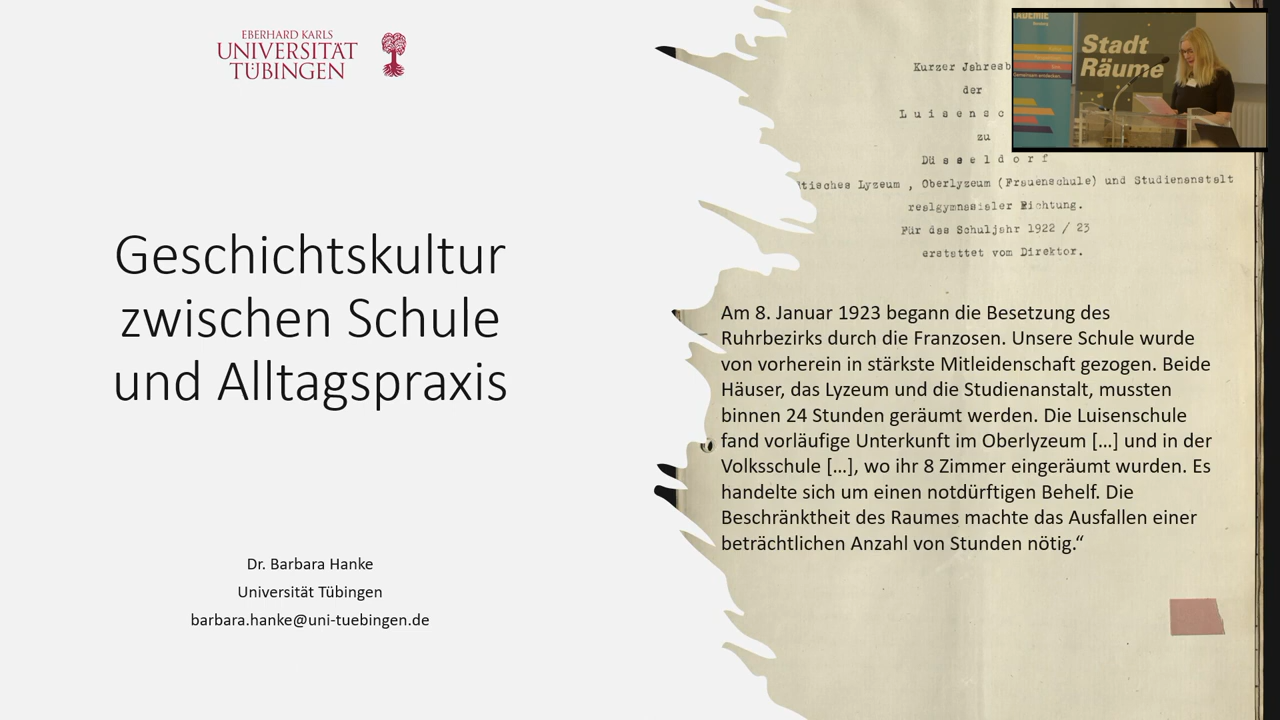 EBERHARD KARLS
UNIVERSITÄT
TÜBINGEN
Geschichtskultur
zwischen Schule
und Alltagspraxis
Dr. Barbara Hanke
Universität Tübingen
barbara.hanke@uni-tuebingen.de
Kurzer
der
zu
Düsseldorf
Lyzeum , Oberlyzeum (Frauenschule) und Studienanstalt
realgymnasialer Richtung.
Für das Schuljahr 1922 / 23
erstattet vom Direktor.
Am 8. Januar 1923 begann die Besetzung des
Ruhrbezirks durch die Franzosen. Unsere Schule wurde
von vorherein in stärkste Mitleidenschaft gezogen. Beide
Häuser, das Lyzeum und die Studienanstalt, mussten
binnen 24 Stunden geräumt werden. Die Luisenschule
fand vorläufige Unterkunft im Oberlyzeum […] und in der
Volksschule […], wo ihr 8 Zimmer eingeräumt wurden. Es
handelte sich um einen notdürftigen Behelf. Die
Beschränktheit des Raumes machte das Ausfallen einer
beträchtlichen Anzahl von Stunden nötig.“
Stadt
Räume